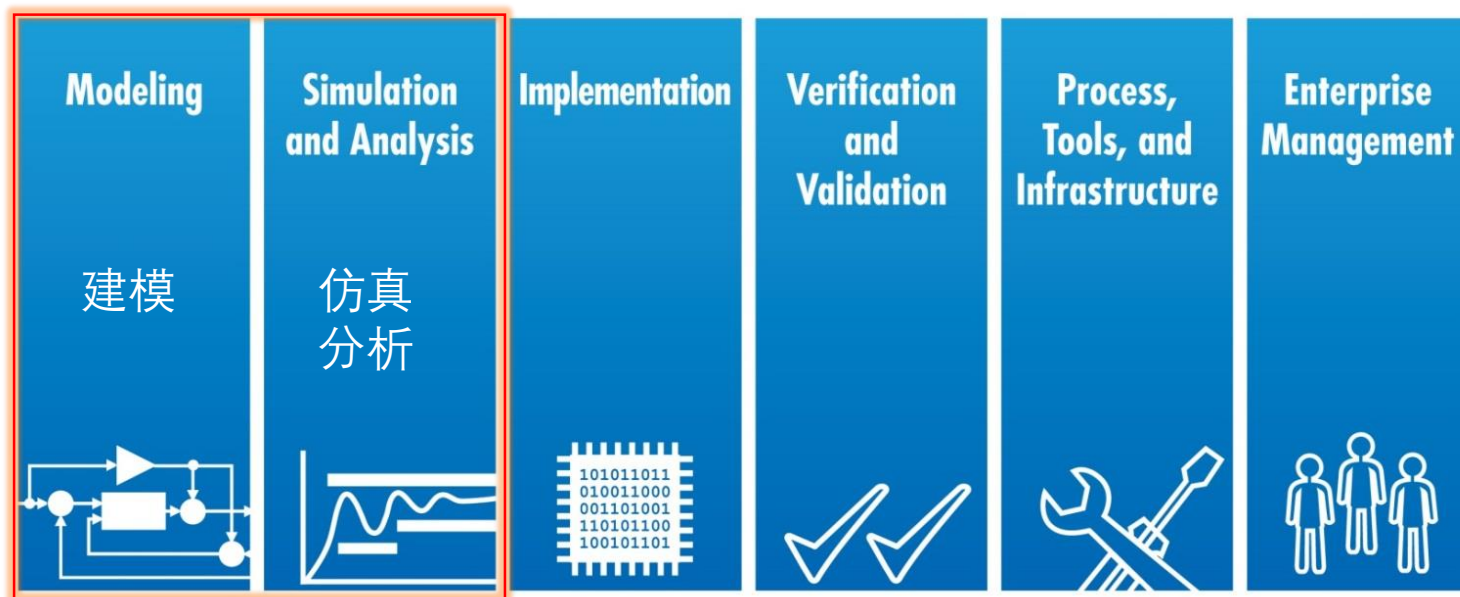 Modeling
建模
Simulation
and Analysis
仿真
分析
Implementation
101011011
010011000
001101001
110101100
100101101
Verification
and
Validation
Process,
Tools, and
Infrastructure
Enterprise
Management